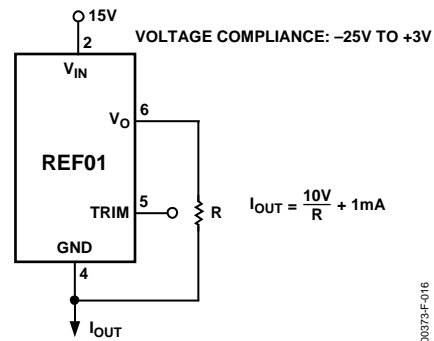 15V
2
VOLTAGE COMPLIANCE: –25V TO +3V
VIN
VO
6
REF01
TRIM
5
R
IOUT = 10V/R + 1mA
GND
4
IOUT
00373-F-016